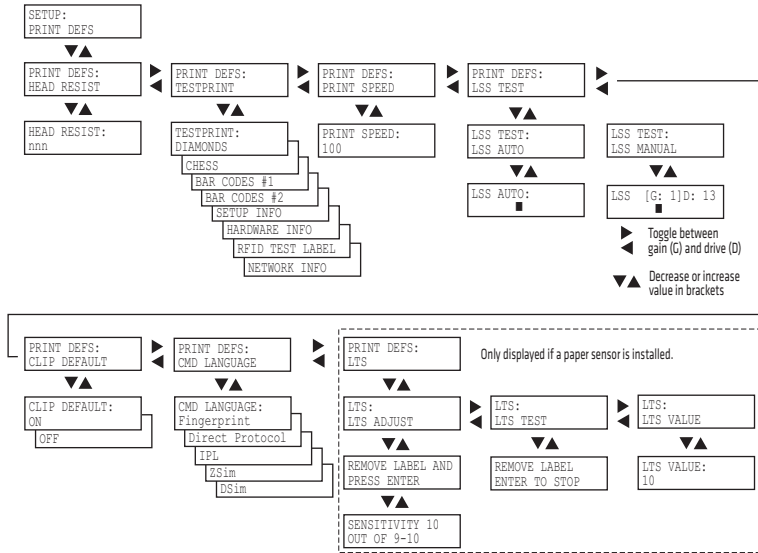 SETUP:
PRINT DEFS
PRINT DEFS:
HEAD RESIST
PRINT DEFS:
TESTPRINT
PRINT DEFS:
PRINT SPEED
PRINT DEFS:
LSS TEST
HEAD RESIST:
nnn
TESTPRINT:
DIAMONDS
CHESS
BAR CODES #1
BAR CODES #2
SETUP INFO
HARDWARE INFO
RFID TEST LABEL
NETWORK INFO
PRINT SPEED:
100
LSS TEST:
LSS AUTO
LSS TEST:
LSS MANUAL
LSS AUTO:
LSS [G: 1]D: 13
Toggle between
gain (G) and drive (D)
Decrease or increase
value in brackets
PRINT DEFS:
CLIP DEFAULT
PRINT DEFS:
CMD LANGUAGE
PRINT DEFS:
LTS
Only displayed if a paper sensor is installed.
CLIP DEFAULT:
ON
OFF
CMD LANGUAGE:
Fingerprint
Direct Protocol
IPL
ZSim
DSim
LTS:
LTS ADJUST
LTS:
LTS TEST
LTS:
LTS VALUE
REMOVE LABEL AND
PRESS ENTER
REMOVE LABEL
ENTER TO STOP
LTS VALUE:
10
SENSITIVITY 10
OUT OF 9-10